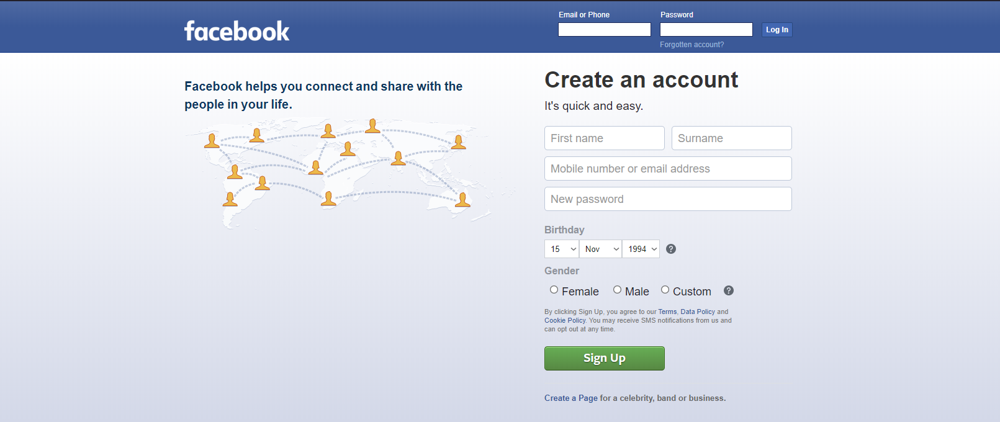 facebook
Email or Phone
Password
Log In
Forgotten account?
Facebook helps you connect and share with the
people in your life.
Create an account
It's quick and easy.
First name
Surname
Mobile number or email address
New password
Birthday
15
Nov
1994
?
Gender
Female
Male
Custom
?
By clicking Sign Up, you agree to our Terms, Data Policy and
Cookie Policy. You may receive SMS notifications from us and
can opt out at any time.
Sign Up
Create a Page for a celebrity, band or business.